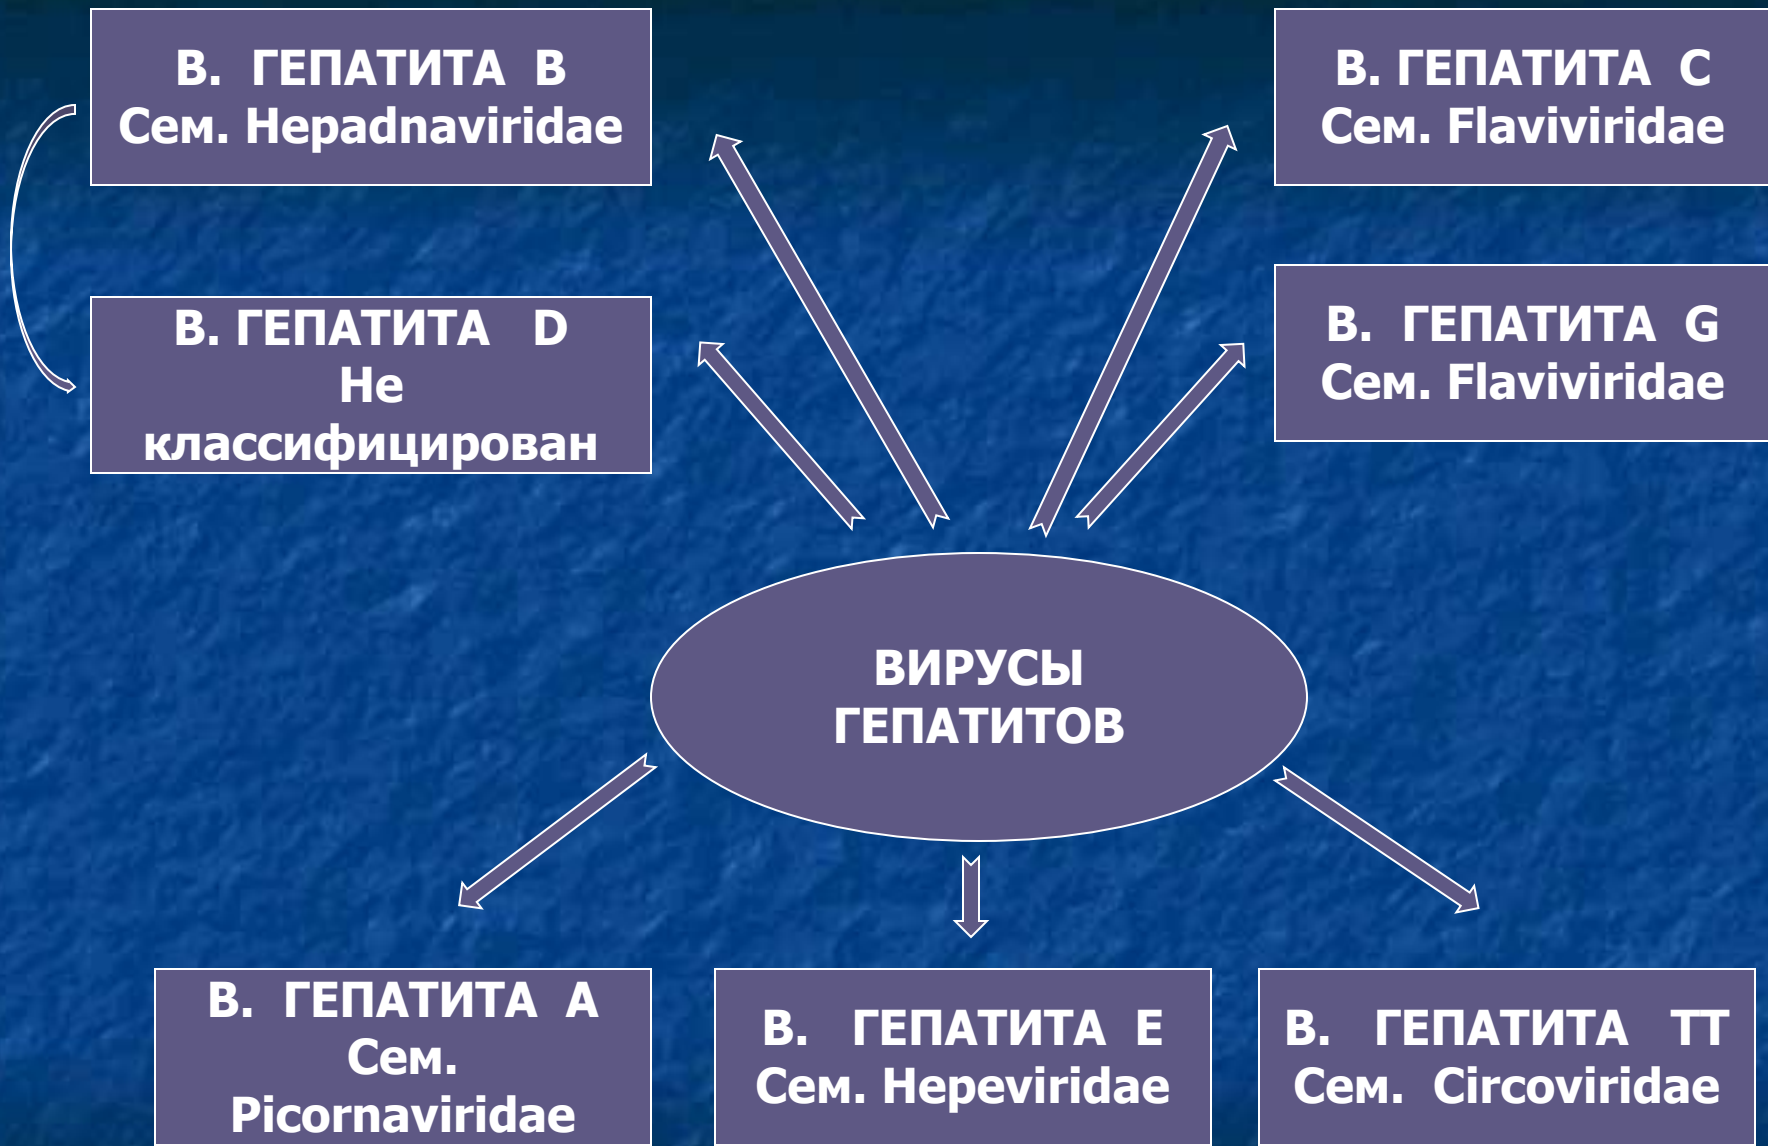 В. ГЕПАТИТА В
Сем. Hepadnaviridae
В. ГЕПАТИТА С
Сем. Flaviviridae
В. ГЕПАТИТА D
Не
классифицирован
В. ГЕПАТИТА G
Сем. Flaviviridae
ВИРУСЫ
ГЕПАТИТОВ
В. ГЕПАТИТА А
Сем.
Picornaviridae
В. ГЕПАТИТА Е
Сем. Hepeviridae
В. ГЕПАТИТА ТТ
Сем. Circoviridae